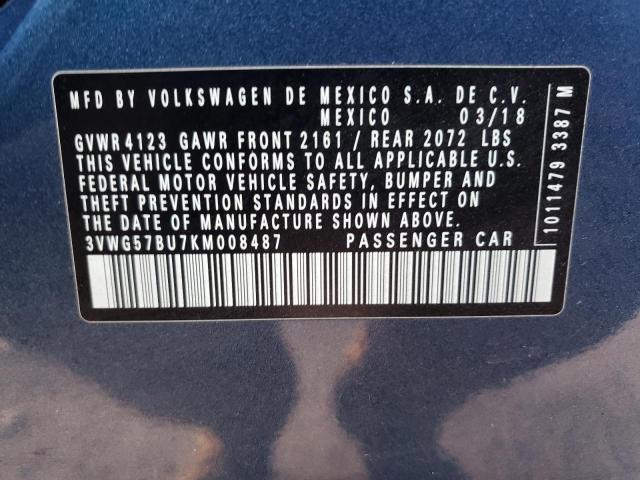 MFD BY VOLKSWAGEN DE MEXICO S.A. DE C.V.
MEXICO 03/18
GVWR 4123 GAWR FRONT 2161 / REAR 2072 LBS
THIS VEHICLE CONFORMS TO ALL APPLICABLE U.S.
FEDERAL MOTOR VEHICLE SAFETY, BUMPER AND
THEFT PREVENTION STANDARDS IN EFFECT ON
THE DATE OF MANUFACTURE SHOWN ABOVE.
3VWG57BU7KM008487 PASSENGER CAR
1011479 3387 M